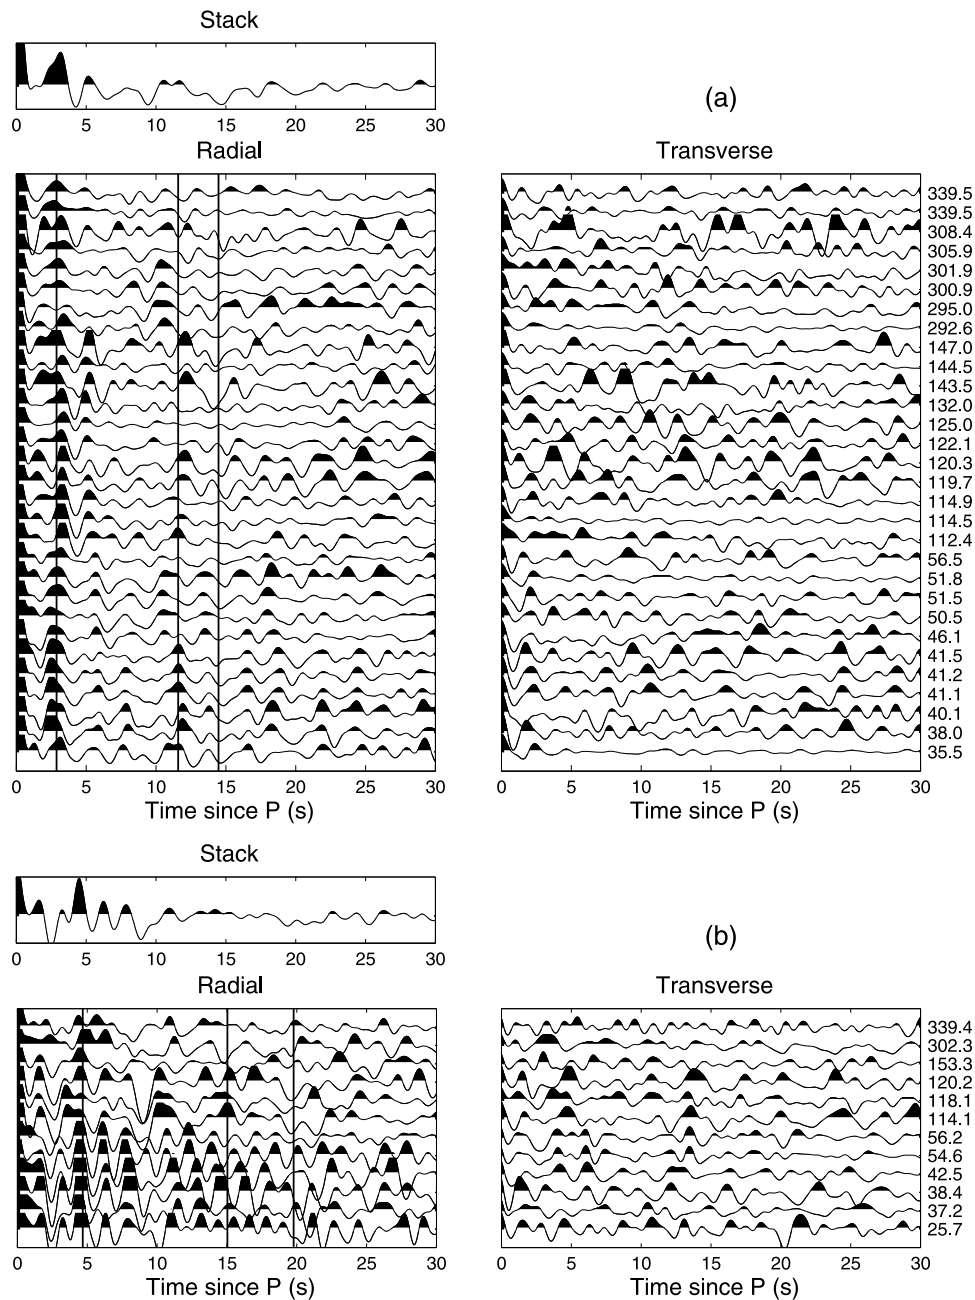 Stack
0 5 10 15 20 25 30
(a)
Radial
Transverse
339.5
339.5
308.4
305.9
301.9
300.9
295.0
292.6
147.0
144.5
143.5
132.0
125.0
122.1
120.3
119.7
114.9
114.5
112.4
56.5
51.8
51.5
50.5
46.1
41.5
41.2
41.1
40.1
38.0
35.5
0 5 10 15 20 25 30
0 5 10 15 20 25 30
Time since P (s)
Time since P (s)
Stack
0 5 10 15 20 25 30
(b)
Radial
Transverse
339.4
302.3
153.3
120.2
118.1
114.1
56.2
54.6
42.5
38.4
37.2
25.7
0 5 10 15 20 25 30
0 5 10 15 20 25 30
Time since P (s)
Time since P (s)